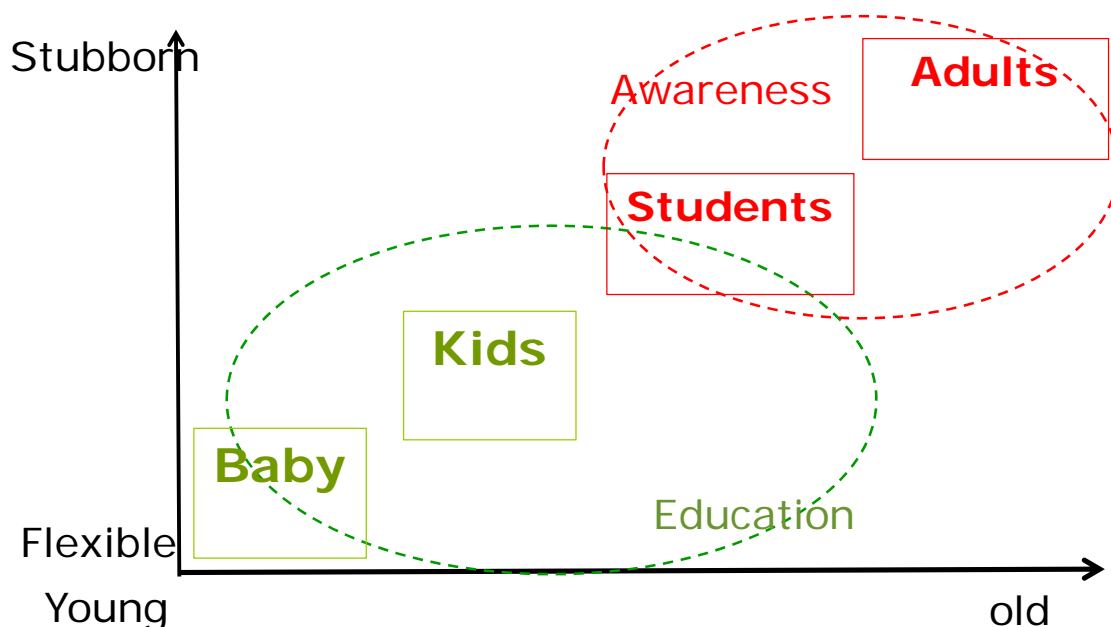 Stubborn
Adults
Awareness
Students
Kids
Baby
Education
Flexible
Young
old